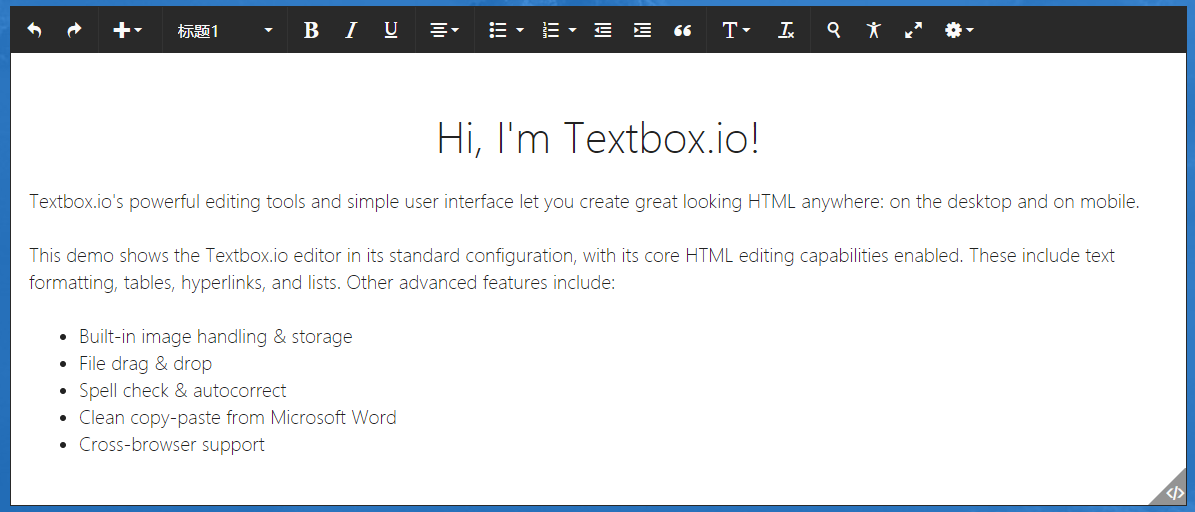 标题1
B I U T T
Hi, I'm Textbox.io!
Textbox.io's powerful editing tools and simple user interface let you create great looking HTML anywhere: on the desktop and on mobile.
This demo shows the Textbox.io editor in its standard configuration, with its core HTML editing capabilities enabled. These include text
formatting, tables, hyperlinks, and lists. Other advanced features include:
• Built-in image handling & storage
• File drag & drop
• Spell check & autocorrect
• Clean copy-paste from Microsoft Word
• Cross-browser support
</>